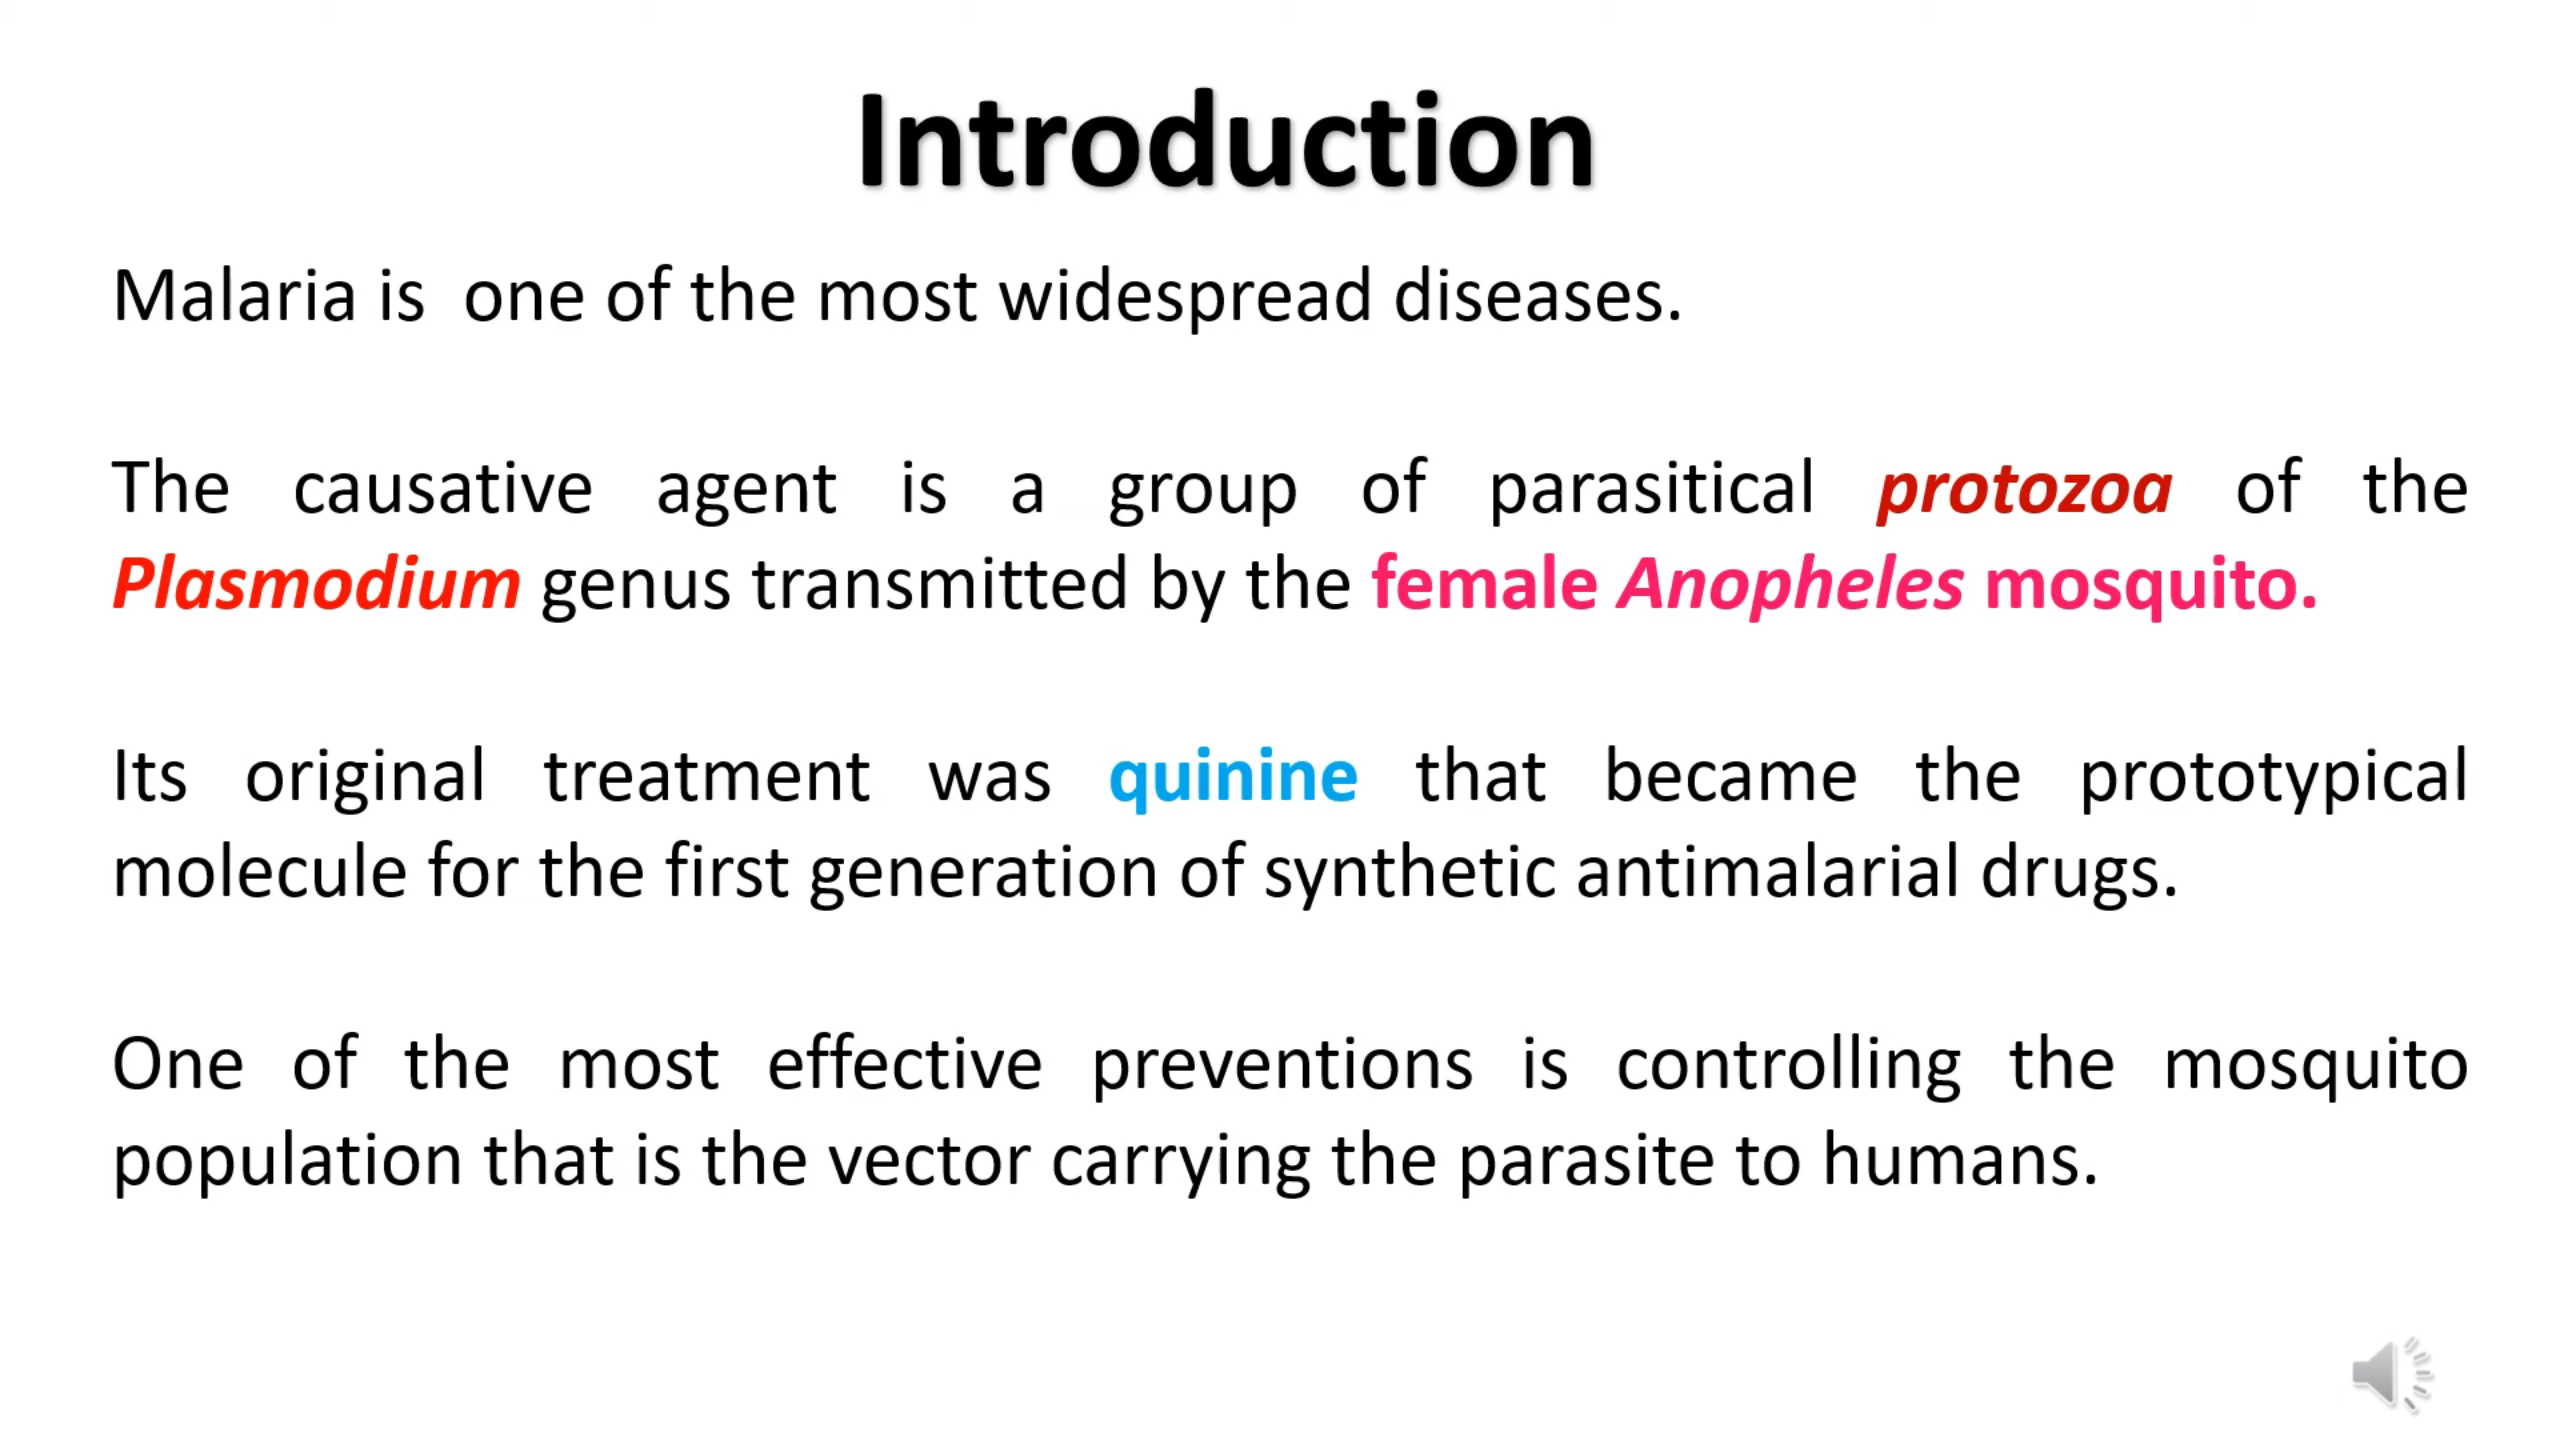 Introduction
Malaria is  one of the most widespread diseases.
The causative agent is a group of parasitical protozoa of the
Plasmodium genus transmitted by the female Anopheles mosquito.
Its original treatment was quinine that became the prototypical
molecule for the first generation of synthetic antimalarial drugs.
One of the most effective preventions is controlling the mosquito
population that is the vector carrying the parasite to humans.